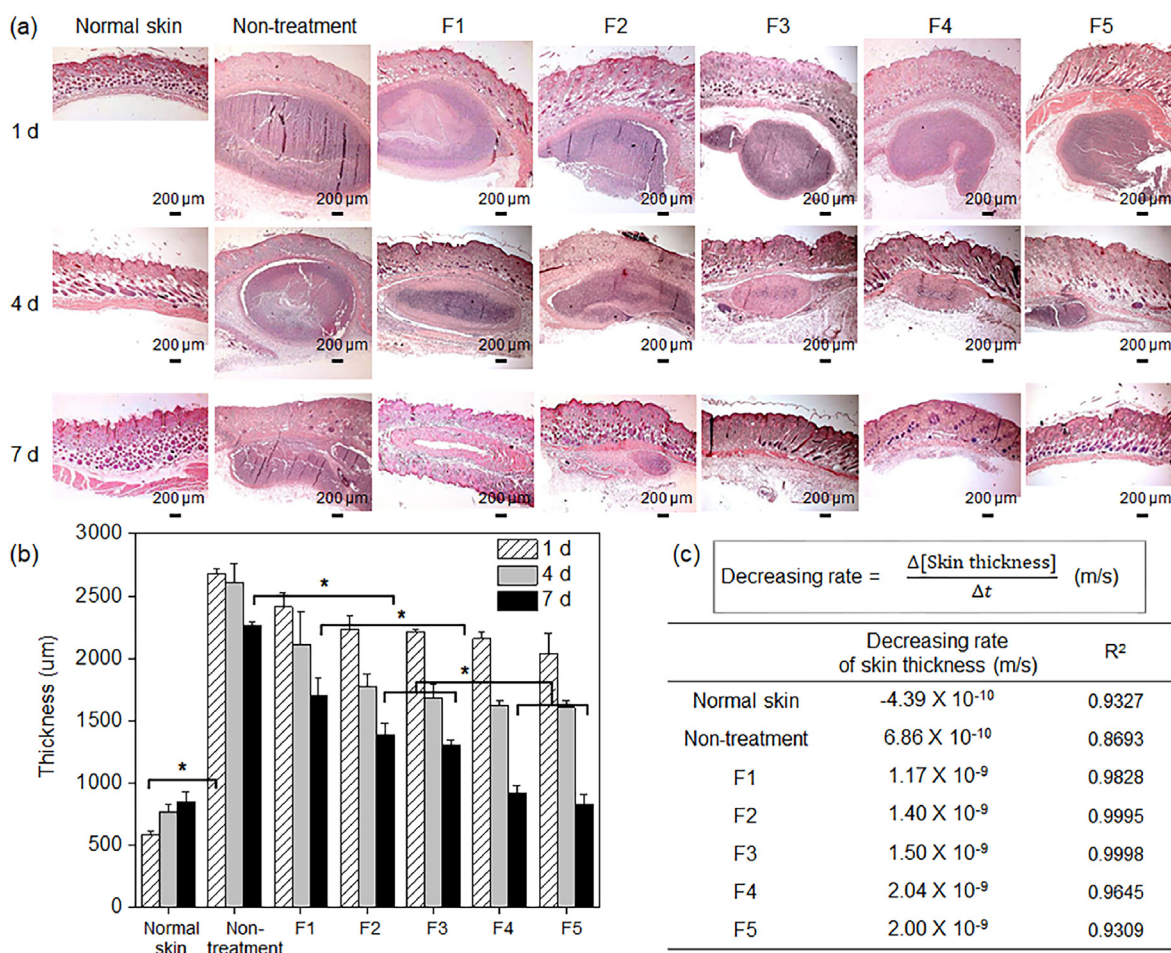 (a)
Normal skin Non-treatment F1 F2 F3 F4 F5
1 d
200 µm 200 µm 200 µm 200 µm 200 µm 200 µm 200 µm
4 d
200 µm 200 µm 200 µm 200 µm 200 µm 200 µm 200 µm
7 d
200 µm 200 µm 200 µm 200 µm 200 µm 200 µm 200 µm
(b)
Thickness (um)
3000
2500
2000
1500
1000
500
0
1 d
4 d
7 d
*
*
*
*
Normal skin Non-treatment F1 F2 F3 F4 F5
(c)
Decreasing rate = Δ[Skin thickness] / Δt (m/s)
Decreasing rate of skin thickness (m/s) R²
Normal skin -4.39 X 10⁻¹⁰ 0.9327
Non-treatment 6.86 X 10⁻¹⁰ 0.8693
F1 1.17 X 10⁻⁹ 0.9828
F2 1.40 X 10⁻⁹ 0.9995
F3 1.50 X 10⁻⁹ 0.9998
F4 2.04 X 10⁻⁹ 0.9645
F5 2.00 X 10⁻⁹ 0.9309